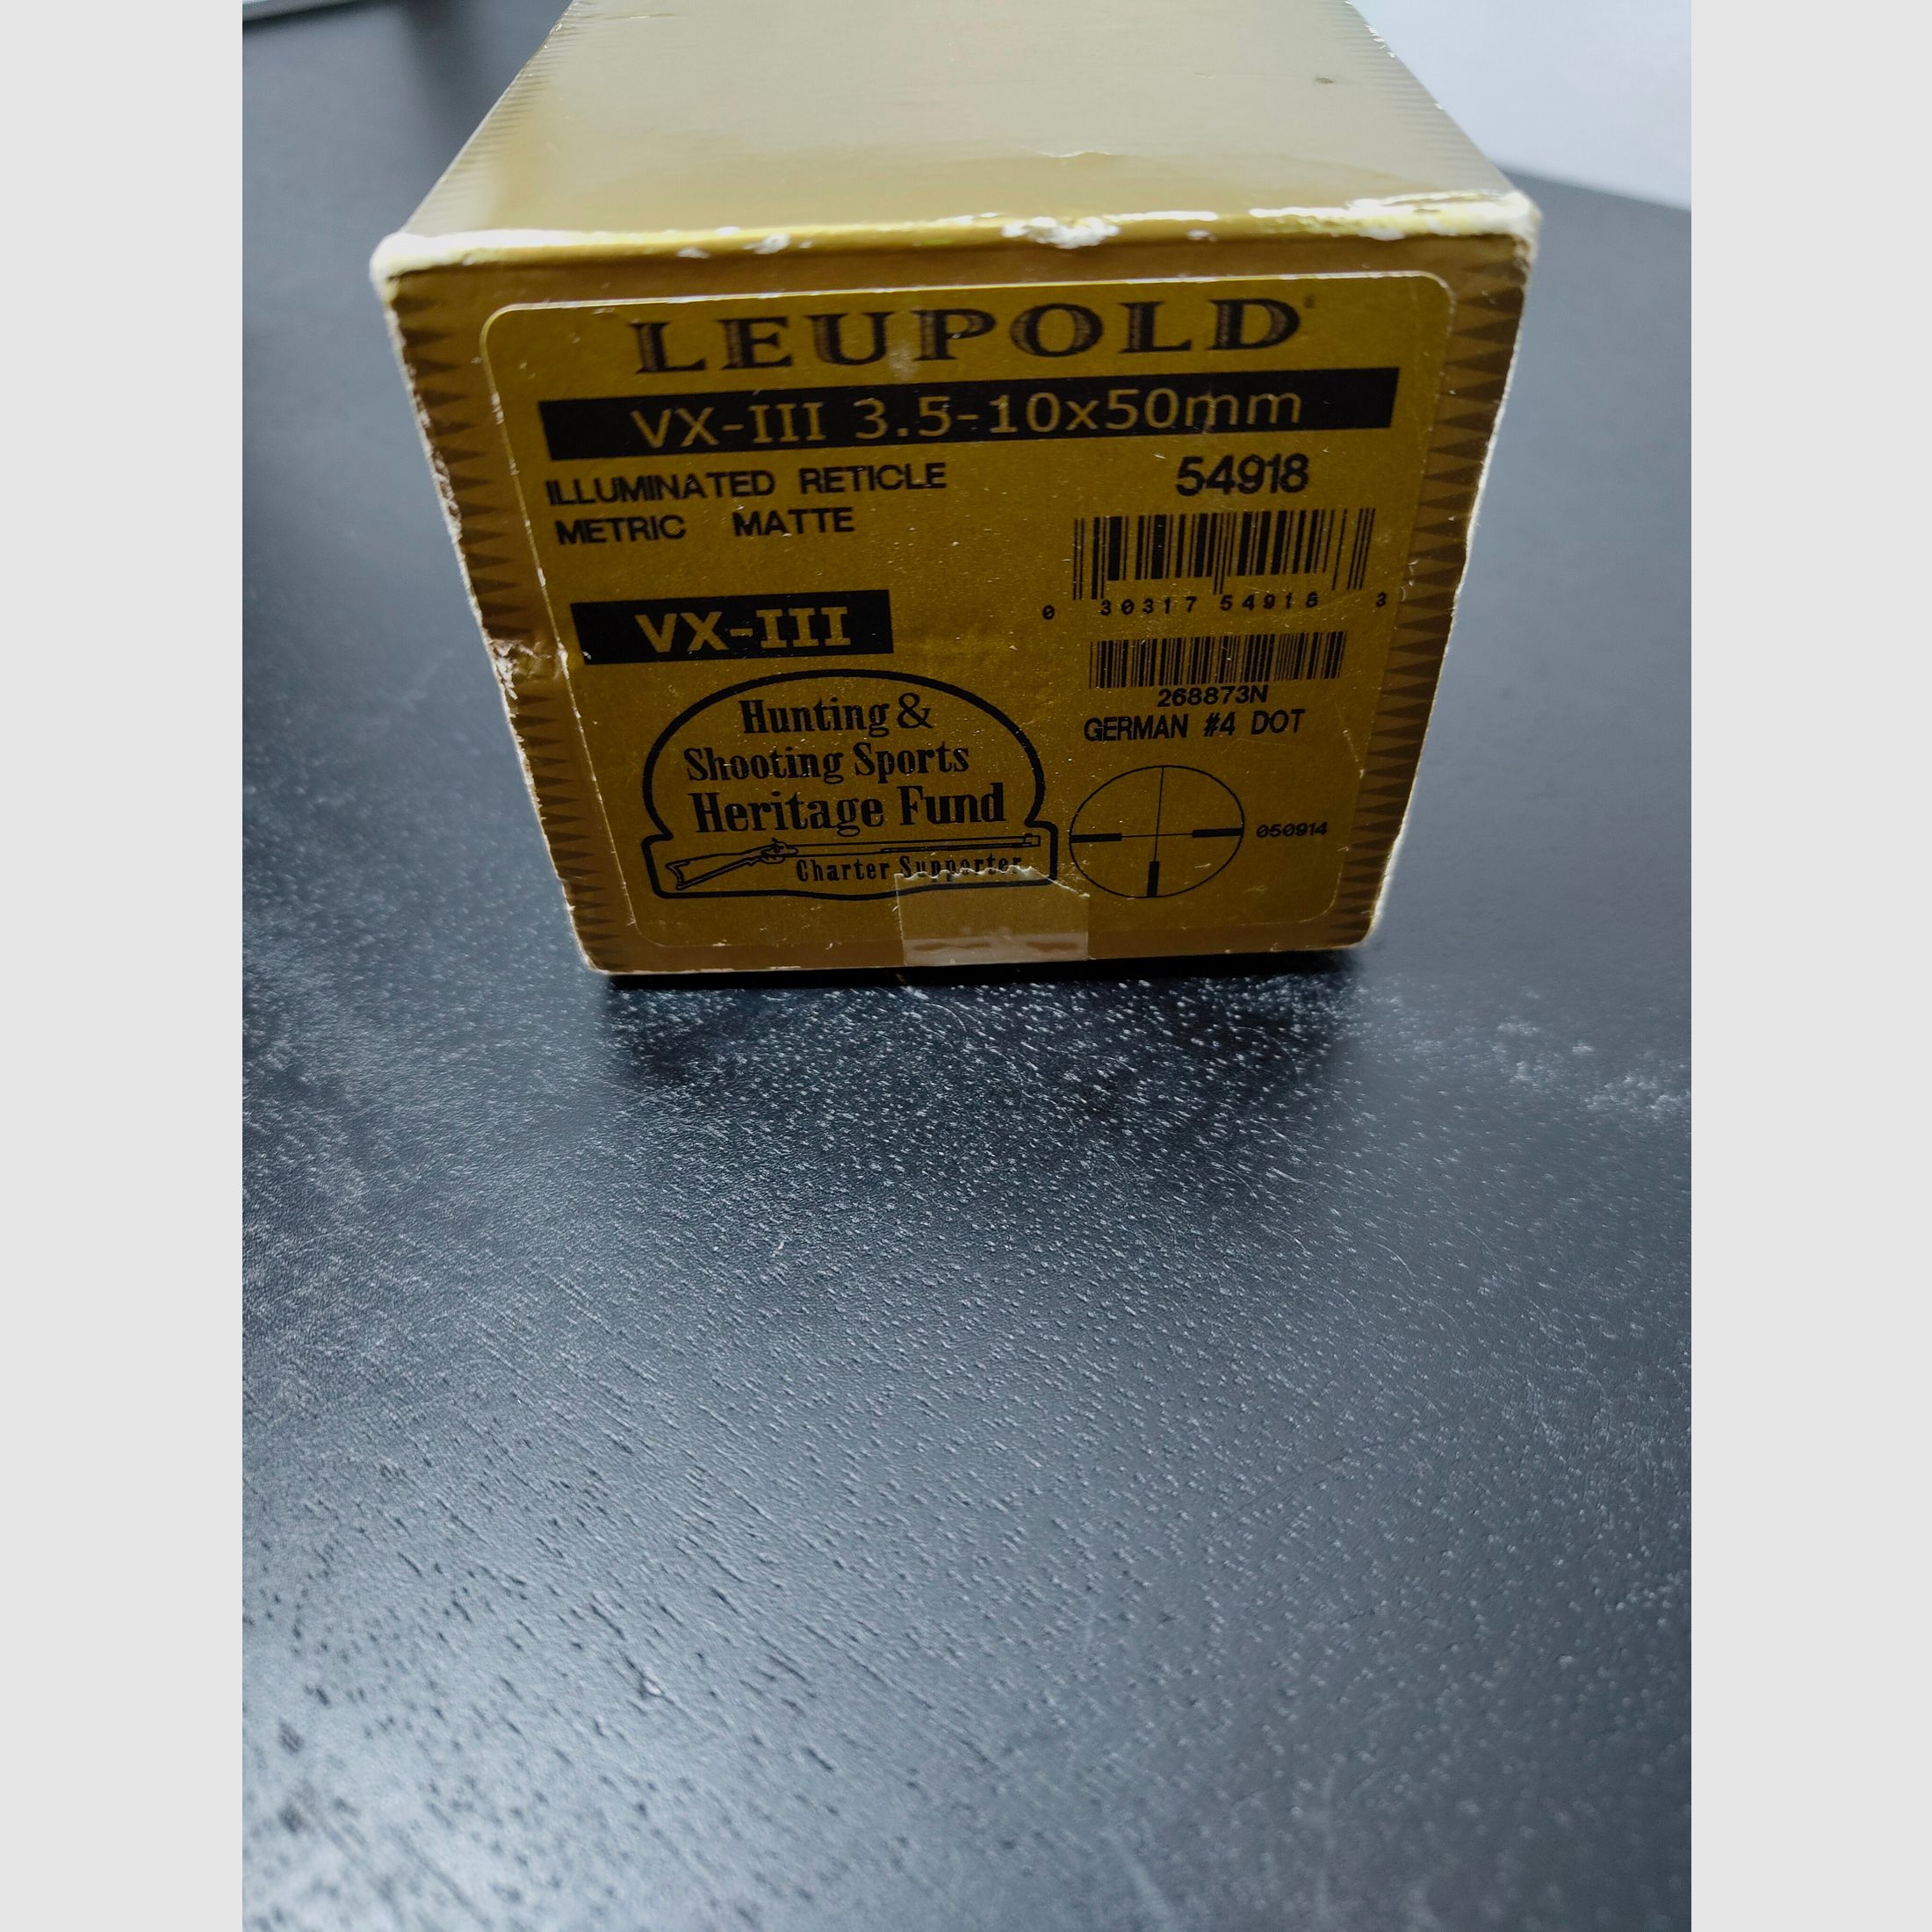 LEUPOLD
VX-III 3.5-10x50mm
ILLUMINATED RETICLE
METRIC MATTE
54918
0 30317 54918 3
VX-III
268873N
GERMAN #4 DOT
Hunting &
Shooting Sports
Heritage Fund
Charter Supporter
050914